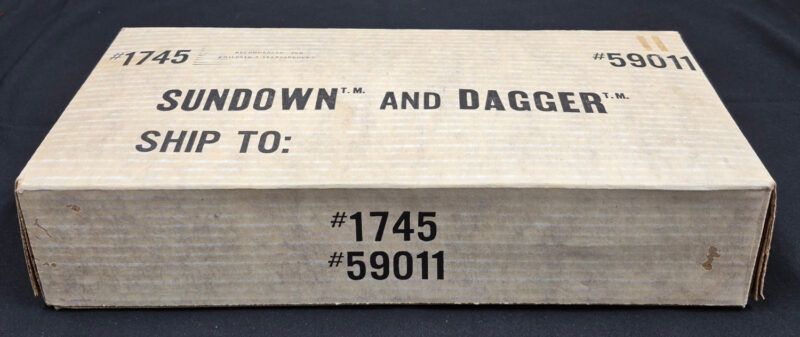 #1745
#59011
SUNDOWN T.M. AND DAGGER T.M.
SHIP TO:
#1745
#59011